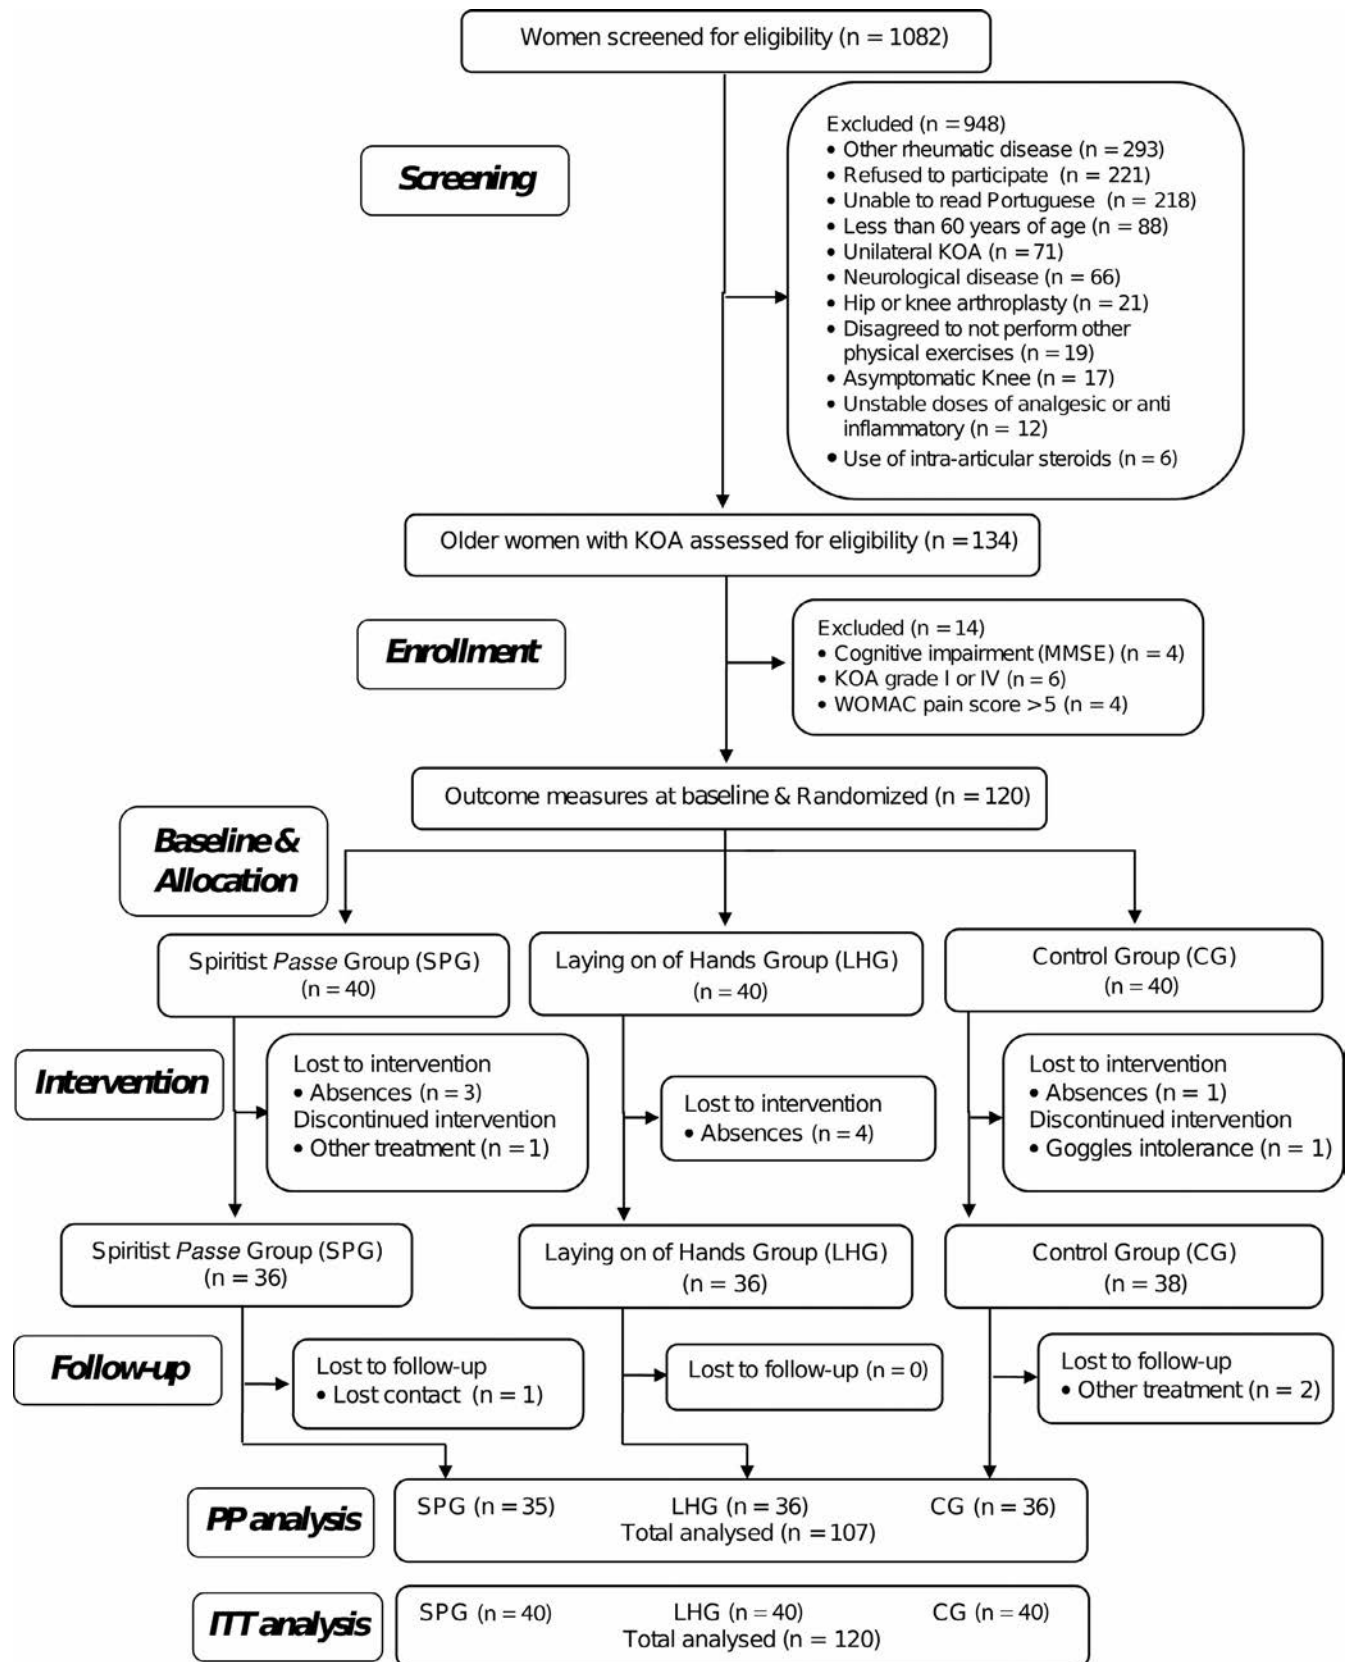 Women screened for eligibility (n = 1082)
Screening
Excluded (n = 948)
• Other rheumatic disease (n = 293)
• Refused to participate (n = 221)
• Unable to read Portuguese (n = 218)
• Less than 60 years of age (n = 88)
• Unilateral KOA (n = 71)
• Neurological disease (n = 66)
• Hip or knee arthroplasty (n = 21)
• Disagreed to not perform other
physical exercises (n = 19)
• Asymptomatic Knee (n = 17)
• Unstable doses of analgesic or anti
inflammatory (n = 12)
• Use of intra-articular steroids (n = 6)
Older women with KOA assessed for eligibility (n = 134)
Enrollment
Excluded (n = 14)
• Cognitive impairment (MMSE) (n = 4)
• KOA grade I or IV (n = 6)
• WOMAC pain score >5 (n = 4)
Outcome measures at baseline & Randomized (n = 120)
Baseline &
Allocation
Spiritist Passe Group (SPG)
(n = 40)
Laying on of Hands Group (LHG)
(n = 40)
Control Group (CG)
(n = 40)
Intervention
Lost to intervention
• Absences (n = 3)
Discontinued intervention
• Other treatment (n = 1)
Lost to intervention
• Absences (n = 4)
Lost to intervention
• Absences (n = 1)
Discontinued intervention
• Goggles intolerance (n = 1)
Spiritist Passe Group (SPG)
(n = 36)
Laying on of Hands Group (LHG)
(n = 36)
Control Group (CG)
(n = 38)
Follow-up
Lost to follow-up
• Lost contact (n = 1)
Lost to follow-up (n = 0)
Lost to follow-up
• Other treatment (n = 2)
PP analysis
SPG (n = 35) LHG (n = 36) CG (n = 36)
Total analysed (n = 107)
ITT analysis
SPG (n = 40) LHG (n = 40) CG (n = 40)
Total analysed (n = 120)